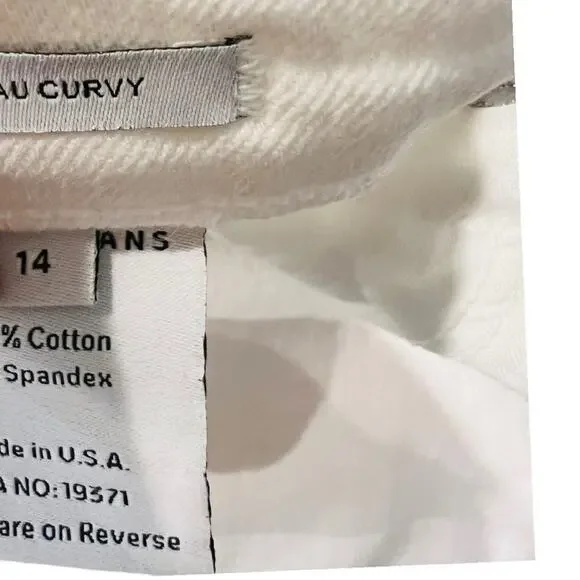 AU CURVY
ANS
14
% Cotton
Spandex
de in U.S.A.
A NO:19371
are on Reverse